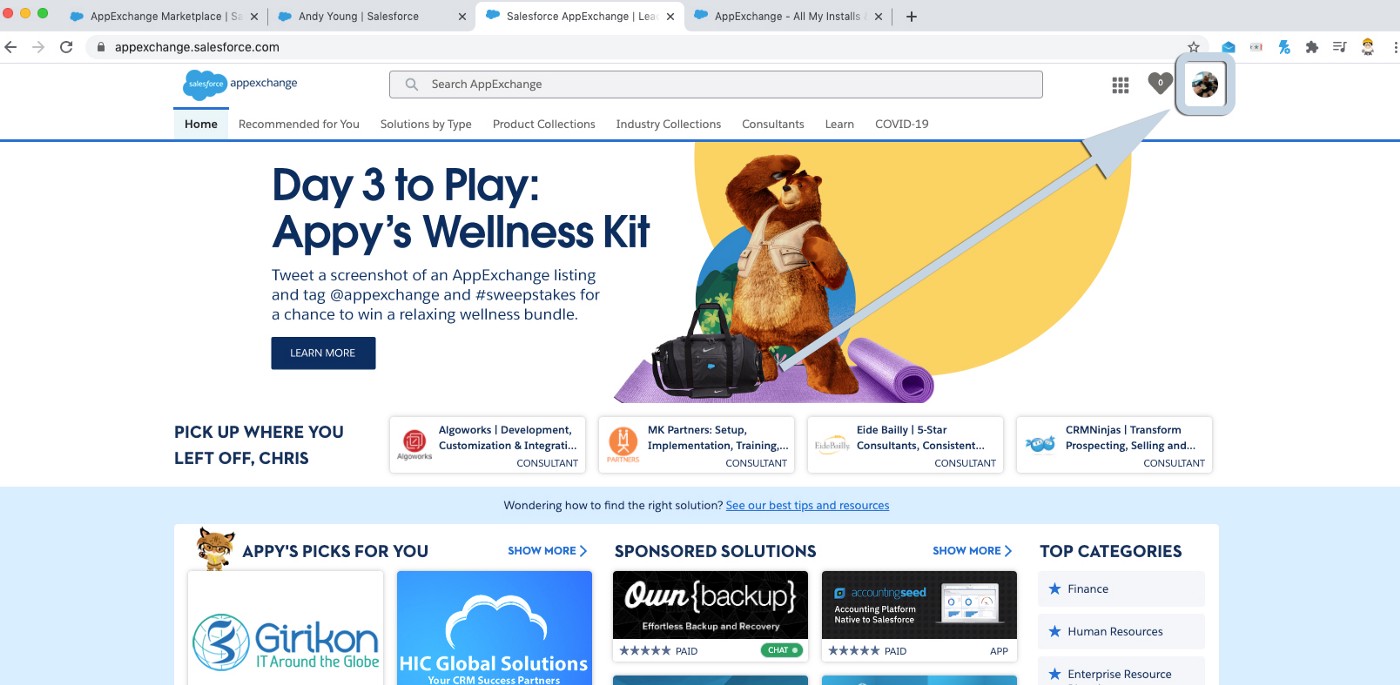 AppExchange Marketplace | Sa
Andy Young | Salesforce
Salesforce AppExchange | Lea
AppExchange - All My Installs
appexchange.salesforce.com
salesforce
appexchange
Search AppExchange
0
Home
Recommended for You
Solutions by Type
Product Collections
Industry Collections
Consultants
Learn
COVID-19
Day 3 to Play:
Appy's Wellness Kit
Tweet a screenshot of an AppExchange listing
and tag @appexchange and #sweepstakes for
a chance to win a relaxing wellness bundle.
LEARN MORE
PICK UP WHERE YOU
LEFT OFF, CHRIS
Algoworks
Algoworks | Development,
Customization & Integrati...
CONSULTANT
M
PARTNERS
MK Partners: Setup,
Implementation, Training,...
CONSULTANT
EideBailly
Eide Bailly | 5-Star
Consultants, Consistent...
CONSULTANT
CRMNinjas | Transform
Prospecting, Selling and...
CONSULTANT
Wondering how to find the right solution? See our best tips and resources
APPY'S PICKS FOR YOU
SHOW MORE
Girikon
IT Around the Globe
HIC Global Solutions
Your CRM Success Partners
SPONSORED SOLUTIONS
SHOW MORE
Own {backup}
Effortless Backup and Recovery
PAID
CHAT
accountingseed
Accounting Platform
Native to Salesforce
PAID
APP
TOP CATEGORIES
Finance
Human Resources
Enterprise Resource